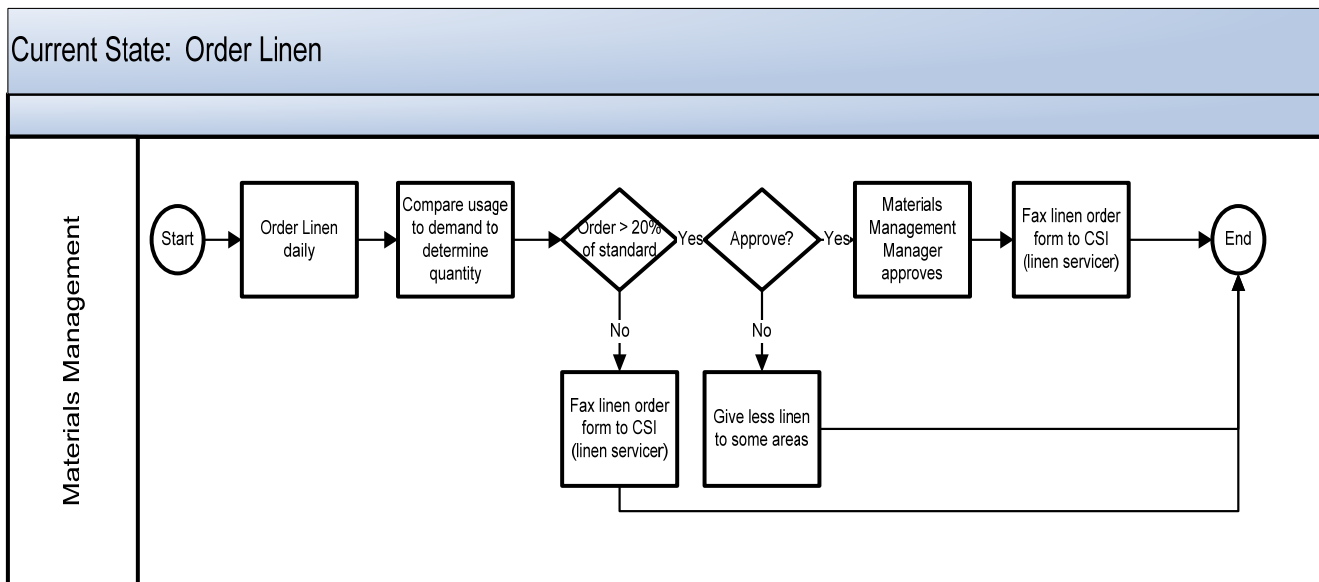 Current State: Order Linen
Materials Management
Start
Order Linen
daily
Compare usage
to demand to
determine
quantity
Order > 20%
of standard
Yes
Approve?
Yes
Materials
Management
Manager
approves
Fax linen order
form to CSI
(linen servicer)
End
No
No
Fax linen order
form to CSI
(linen servicer)
Give less linen
to some areas